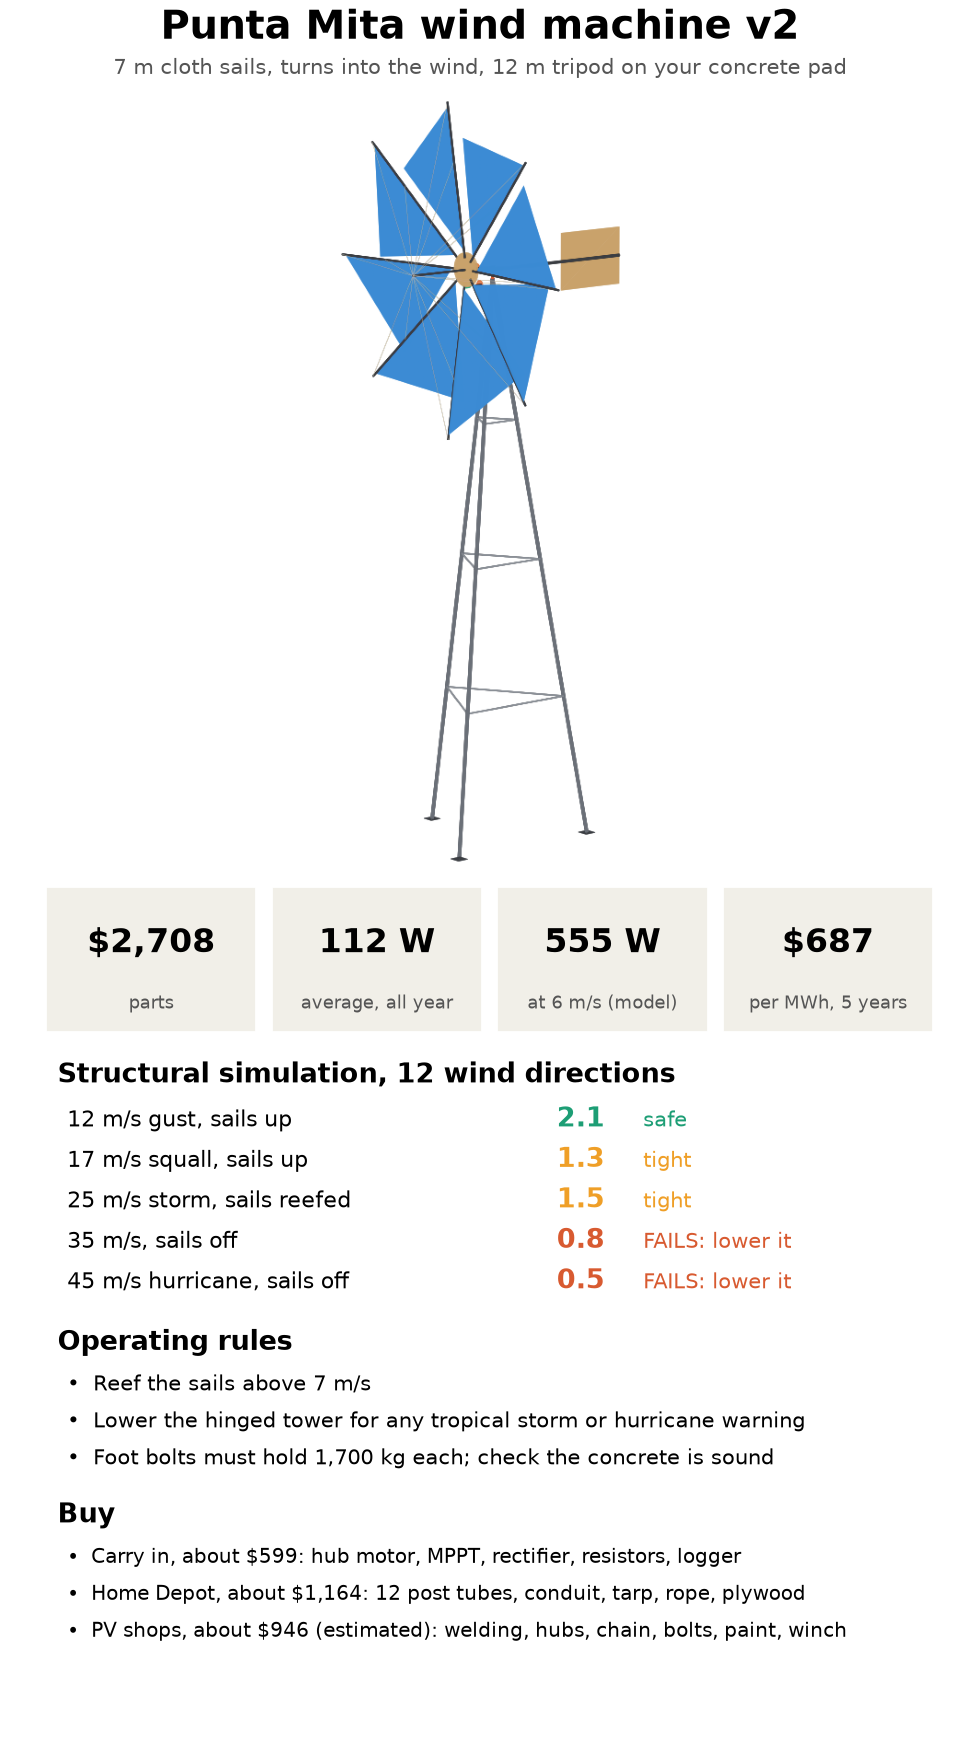 Punta Mita wind machine v2
7 m cloth sails, turns into the wind, 12 m tripod on your concrete pad
$2,708 112 W 555 W $687
parts average, all year at 6 m/s (model) per MWh, 5 years
Structural simulation, 12 wind directions
12 m/s gust, sails up 2.1 safe
17 m/s squall, sails up 1.3 tight
25 m/s storm, sails reefed 1.5 tight
35 m/s, sails off 0.8 FAILS: lower it
45 m/s hurricane, sails off 0.5 FAILS: lower it
Operating rules
• Reef the sails above 7 m/s
• Lower the hinged tower for any tropical storm or hurricane warning
• Foot bolts must hold 1,700 kg each; check the concrete is sound
Buy
• Carry in, about $599: hub motor, MPPT, rectifier, resistors, logger
• Home Depot, about $1,164: 12 post tubes, conduit, tarp, rope, plywood
• PV shops, about $946 (estimated): welding, hubs, chain, bolts, paint, winch